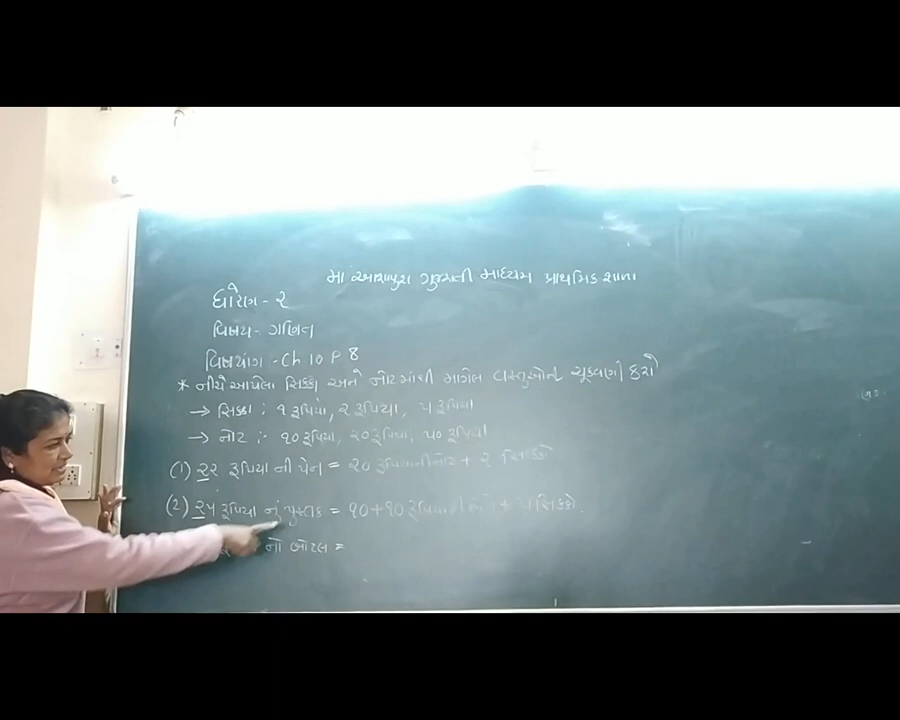 માં આશાપુરા ગુજરાતી માધ્યમ પ્રાથમિક શાળા
ધોરણ - ૨
વિષય - ગણિત
વિષયાંગ - Ch 10 P 8
* નીચે આપેલા સિક્કા અને નોટમાંથી માગેલ વસ્તુઓની ચૂકવણી કરો
→ સિક્કા : ૧ રૂપિયો, ૨ રૂપિયા, ૫ રૂપિયા
→ નોટ :- ૧૦ રૂપિયા, ૨૦ રૂપિયા, ૫૦ રૂપિયા
(1) ૨૨ રૂપિયા ની પેન = ૨૦ રૂપિયાની નોટ + ૨ સિક્કો
(2) ૨૫ રૂપિયા નું પુસ્તક = ૧૦+૧૦ રૂપિયાની નોટ + ૫ સિક્કો.
ની બોટલ =